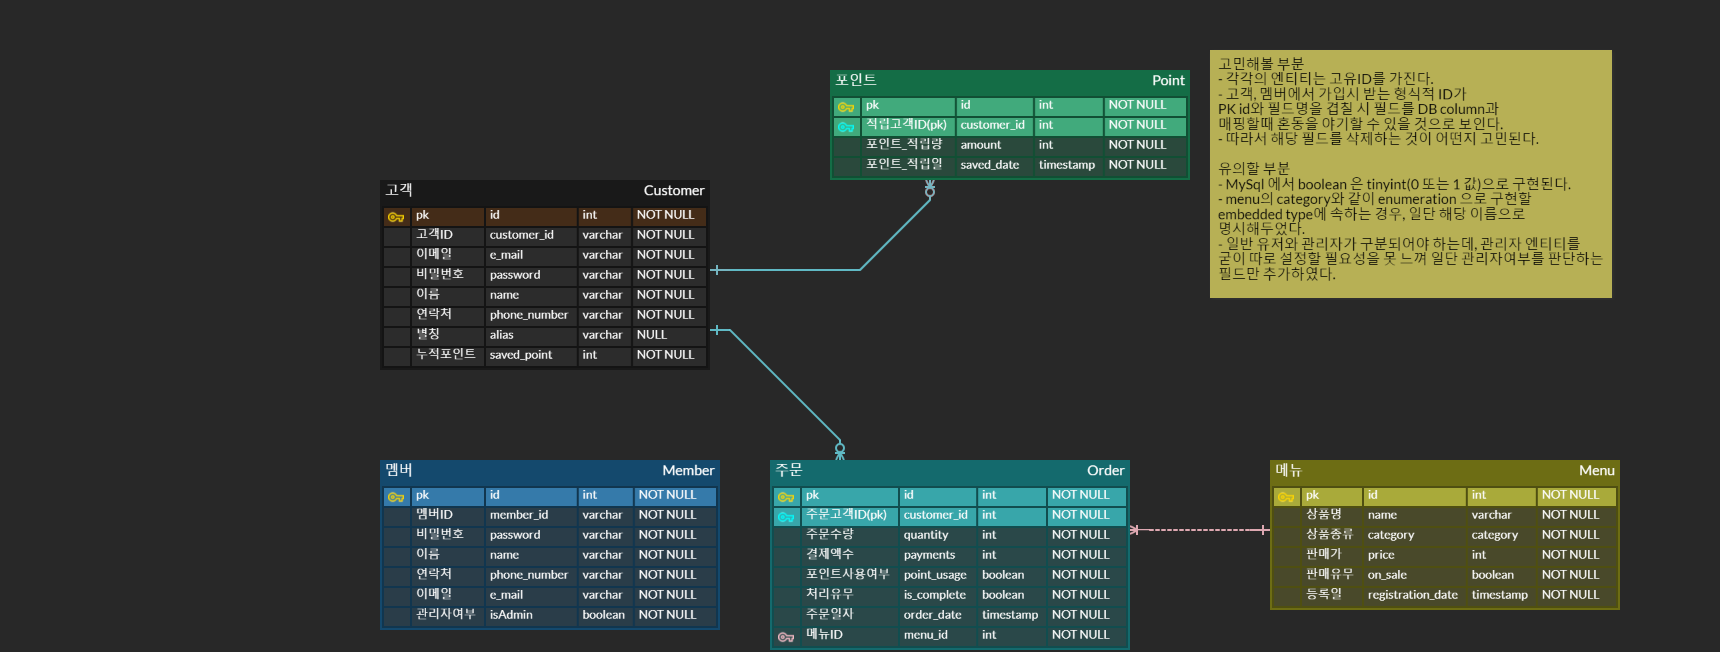 포인트 Point
pk id int NOT NULL
적립고객ID(pk) customer_id int NOT NULL
포인트_적립량 amount int NOT NULL
포인트_적립일 saved_date timestamp NOT NULL
고민해볼 부분
- 각각의 엔티티는 고유ID를 가진다.
- 고객, 멤버에서 가입시 받는 형식적 ID가
PK id와 필드명을 겹칠 시 필드를 DB column과
매핑할때 혼동을 야기할 수 있을 것으로 보인다.
- 따라서 해당 필드를 삭제하는 것이 어떤지 고민된다.
유의할 부분
- MySql 에서 boolean 은 tinyint(0 또는 1 값)으로 구현된다.
- menu의 category와 같이 enumeration 으로 구현할
embedded type에 속하는 경우, 일단 해당 이름으로
명시해두었다.
- 일반 유저와 관리자가 구분되어야 하는데, 관리자 엔티티를
굳이 따로 설정할 필요성을 못 느껴 일단 관리자여부를 판단하는
필드만 추가하였다.
고객 Customer
pk id int NOT NULL
고객ID customer_id varchar NOT NULL
이메일 e_mail varchar NOT NULL
비밀번호 password varchar NOT NULL
이름 name varchar NOT NULL
연락처 phone_number varchar NOT NULL
별칭 alias varchar NULL
누적포인트 saved_point int NOT NULL
멤버 Member
pk id int NOT NULL
멤버ID member_id varchar NOT NULL
비밀번호 password varchar NOT NULL
이름 name varchar NOT NULL
연락처 phone_number varchar NOT NULL
이메일 e_mail varchar NOT NULL
관리자여부 isAdmin boolean NOT NULL
주문 Order
pk id int NOT NULL
주문고객ID(pk) customer_id int NOT NULL
주문수량 quantity int NOT NULL
결제액수 payments int NOT NULL
포인트사용여부 point_usage boolean NOT NULL
처리유무 is_complete boolean NOT NULL
주문일자 order_date timestamp NOT NULL
메뉴ID menu_id int NOT NULL
메뉴 Menu
pk id int NOT NULL
상품명 name varchar NOT NULL
상품종류 category category NOT NULL
판매가 price int NOT NULL
판매유무 on_sale boolean NOT NULL
등록일 registration_date timestamp NOT NULL